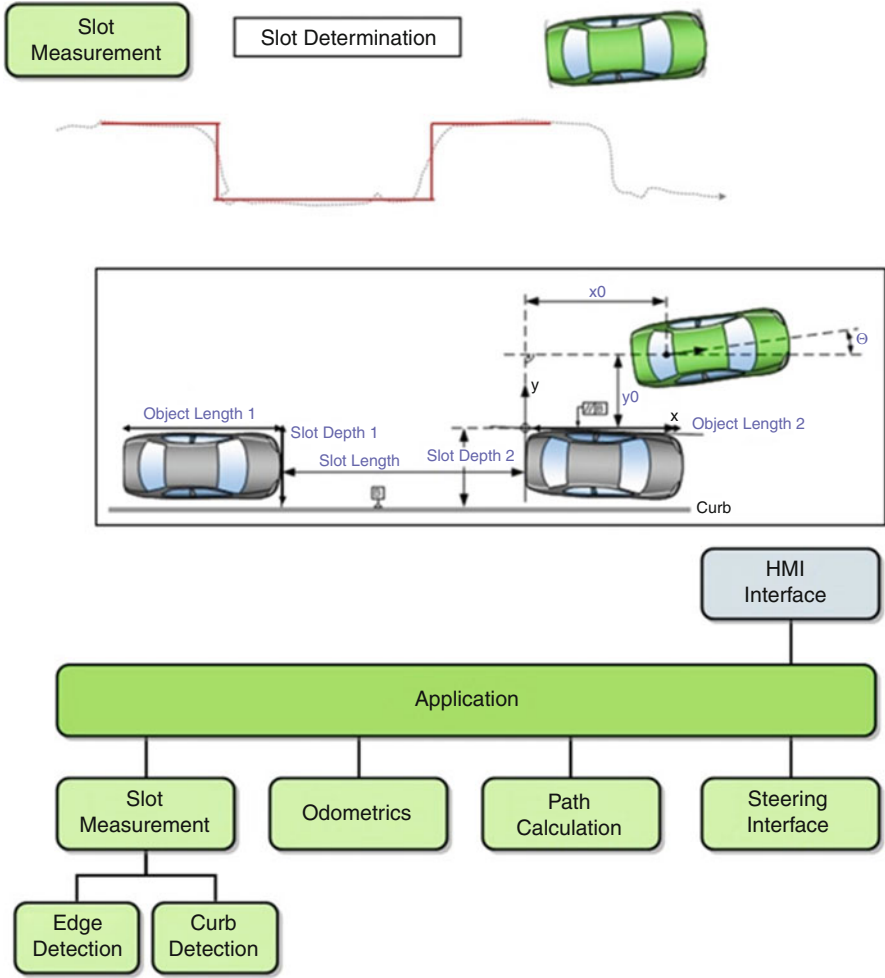 Slot
Measurement
Slot Determination
x0
Θ
y
y0
x
Object Length 1
Object Length 2
Slot Depth 1
Slot Length
Slot Depth 2
Curb
HMI
Interface
Application
Slot
Measurement
Odometrics
Path
Calculation
Steering
Interface
Edge
Detection
Curb
Detection